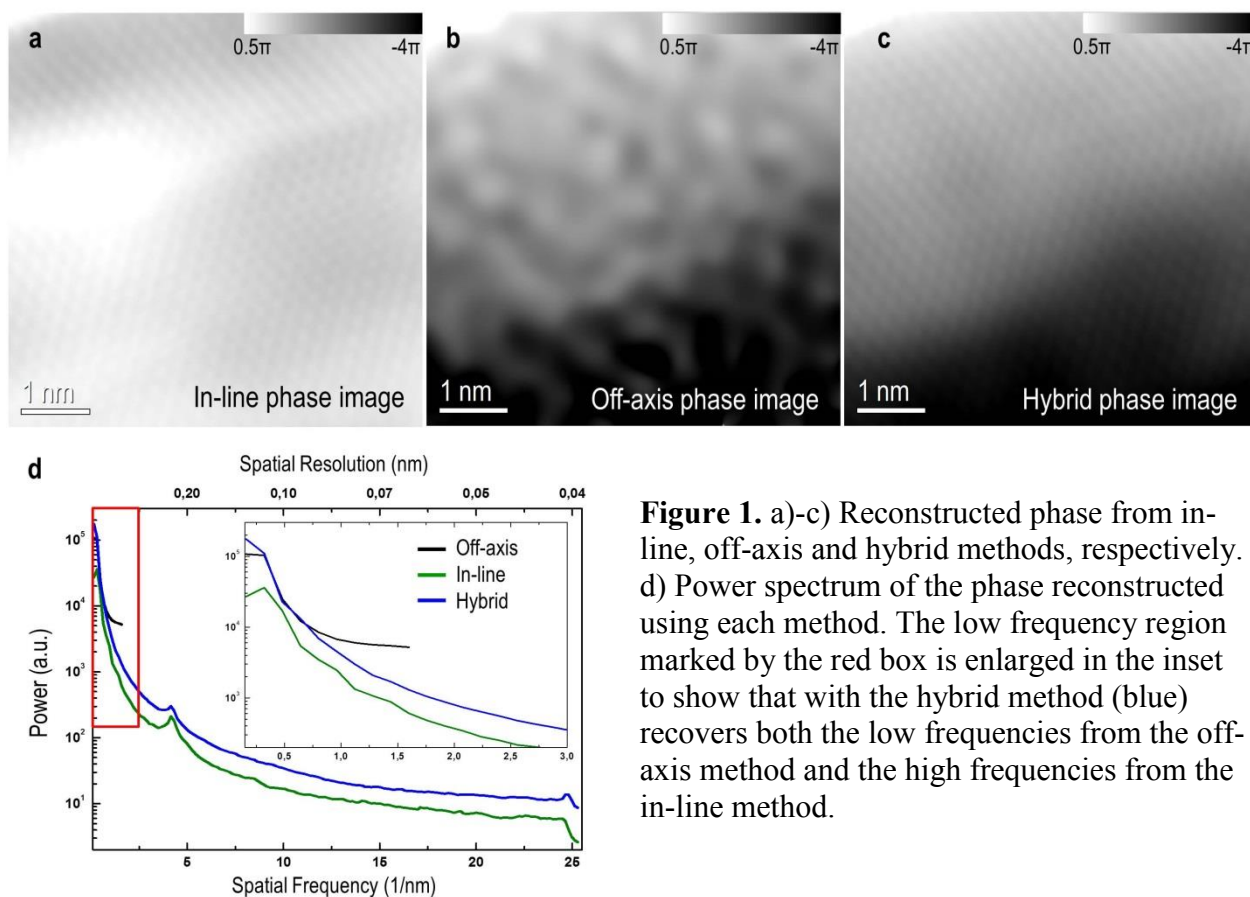 a
0.5π -4π
1 nm
In-line phase image
b
0.5π -4π
1 nm
Off-axis phase image
c
0.5π -4π
1 nm
Hybrid phase image
d
Spatial Resolution (nm)
0,20 0,10 0,07 0,05 0,04
Power (a.u.)
10⁵
10⁴
10³
10²
10¹
5 10 15 20 25
Spatial Frequency (1/nm)
10⁵
10⁴
10³
0,5 1,0 1,5 2,0 2,5 3,0
Off-axis
In-line
Hybrid
Figure 1. a)-c) Reconstructed phase from in-
line, off-axis and hybrid methods, respectively.
d) Power spectrum of the phase reconstructed
using each method. The low frequency region
marked by the red box is enlarged in the inset
to show that with the hybrid method (blue)
recovers both the low frequencies from the off-
axis method and the high frequencies from the
in-line method.